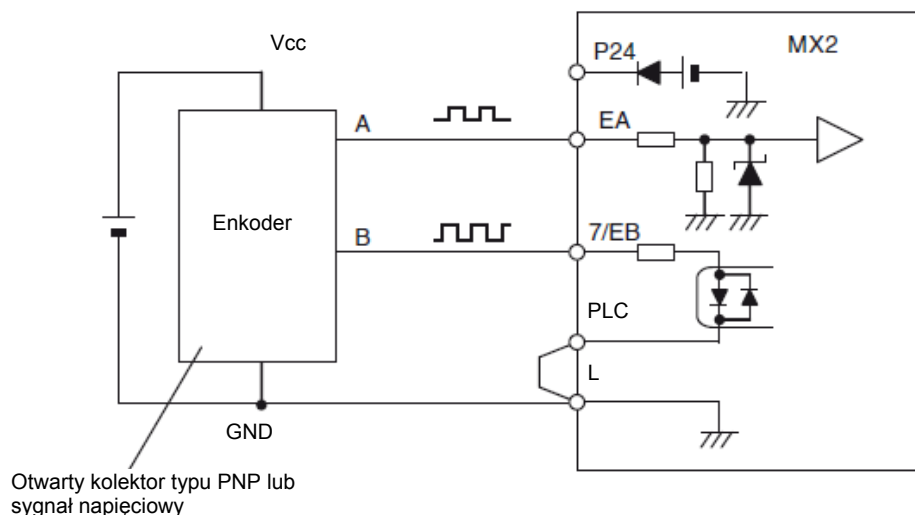 Vcc
MX2
P24
A
EA
Enkoder
B
7/EB
PLC
L
GND
Otwarty kolektor typu PNP lub
sygnał napięciowy